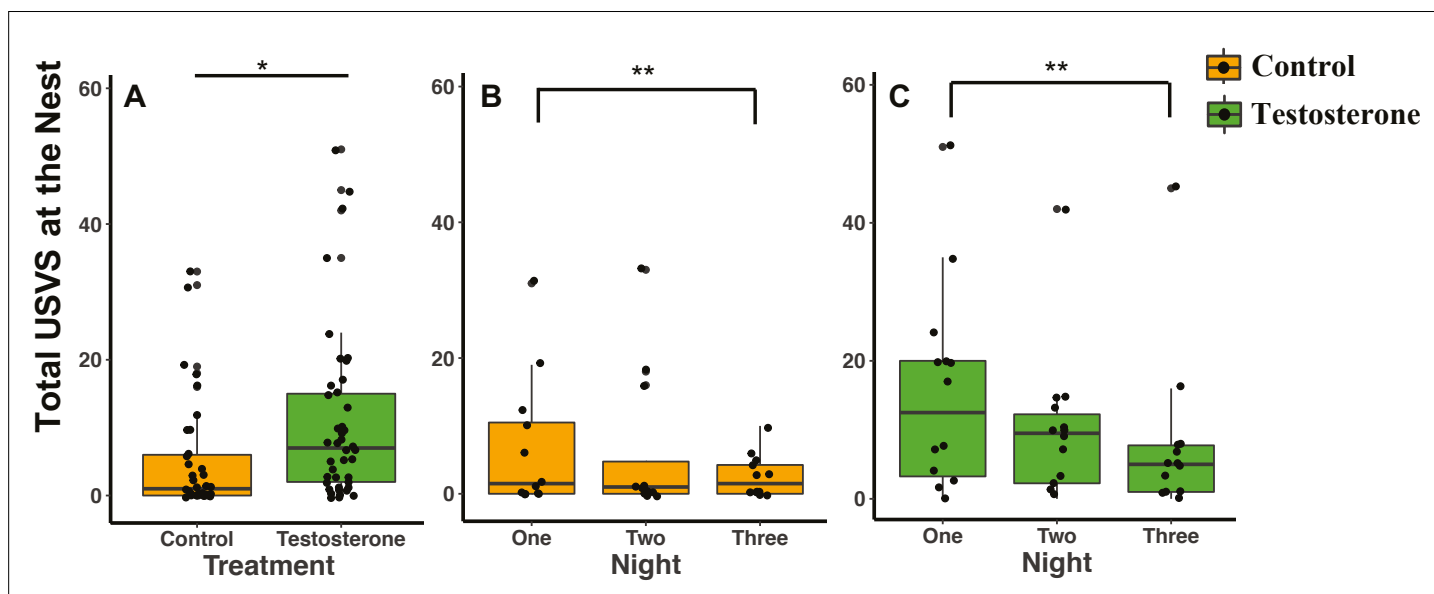 Total USVS at the Nest
A
*
60
40
20
0
Control Testosterone
Treatment
B
**
60
40
20
0
One Two Three
Night
C
**
60
40
20
0
One Two Three
Night
Control
Testosterone